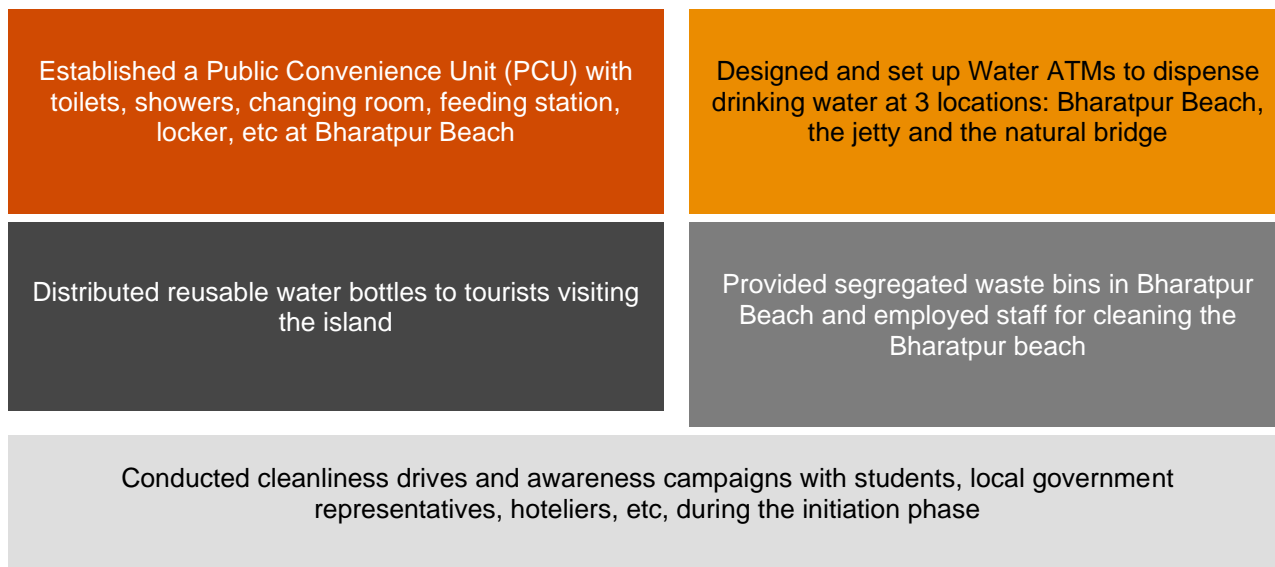 Established a Public Convenience Unit (PCU) with
toilets, showers, changing room, feeding station,
locker, etc at Bharatpur Beach
Designed and set up Water ATMs to dispense
drinking water at 3 locations: Bharatpur Beach,
the jetty and the natural bridge
Distributed reusable water bottles to tourists visiting
the island
Provided segregated waste bins in Bharatpur
Beach and employed staff for cleaning the
Bharatpur beach
Conducted cleanliness drives and awareness campaigns with students, local government
representatives, hoteliers, etc, during the initiation phase